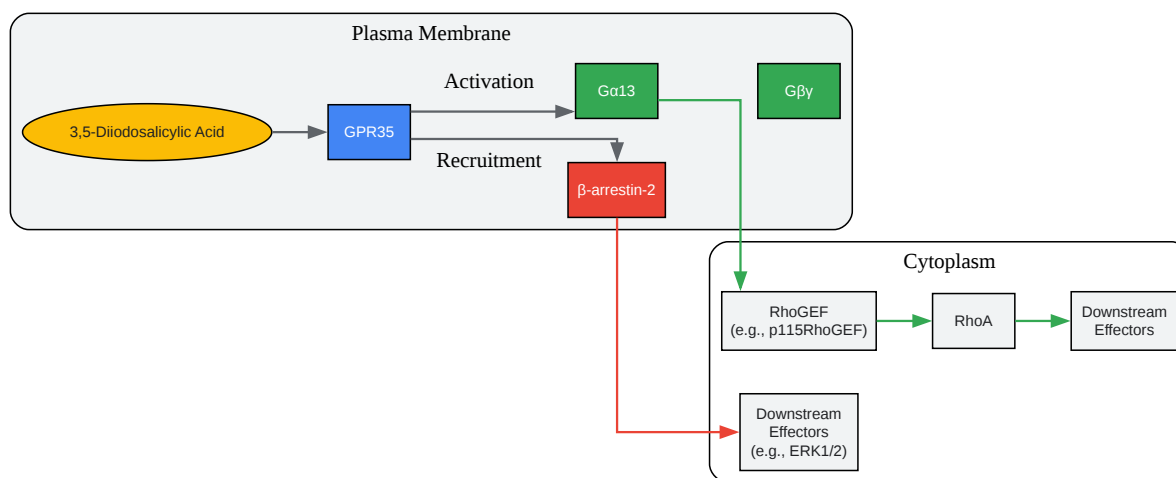 Plasma Membrane
Activation
Gα13
Gβγ
3,5-Diiodosalicylic Acid
GPR35
Recruitment
β-arrestin-2
Cytoplasm
RhoGEF
(e.g., p115RhoGEF)
RhoA
Downstream
Effectors
Downstream
Effectors
(e.g., ERK1/2)